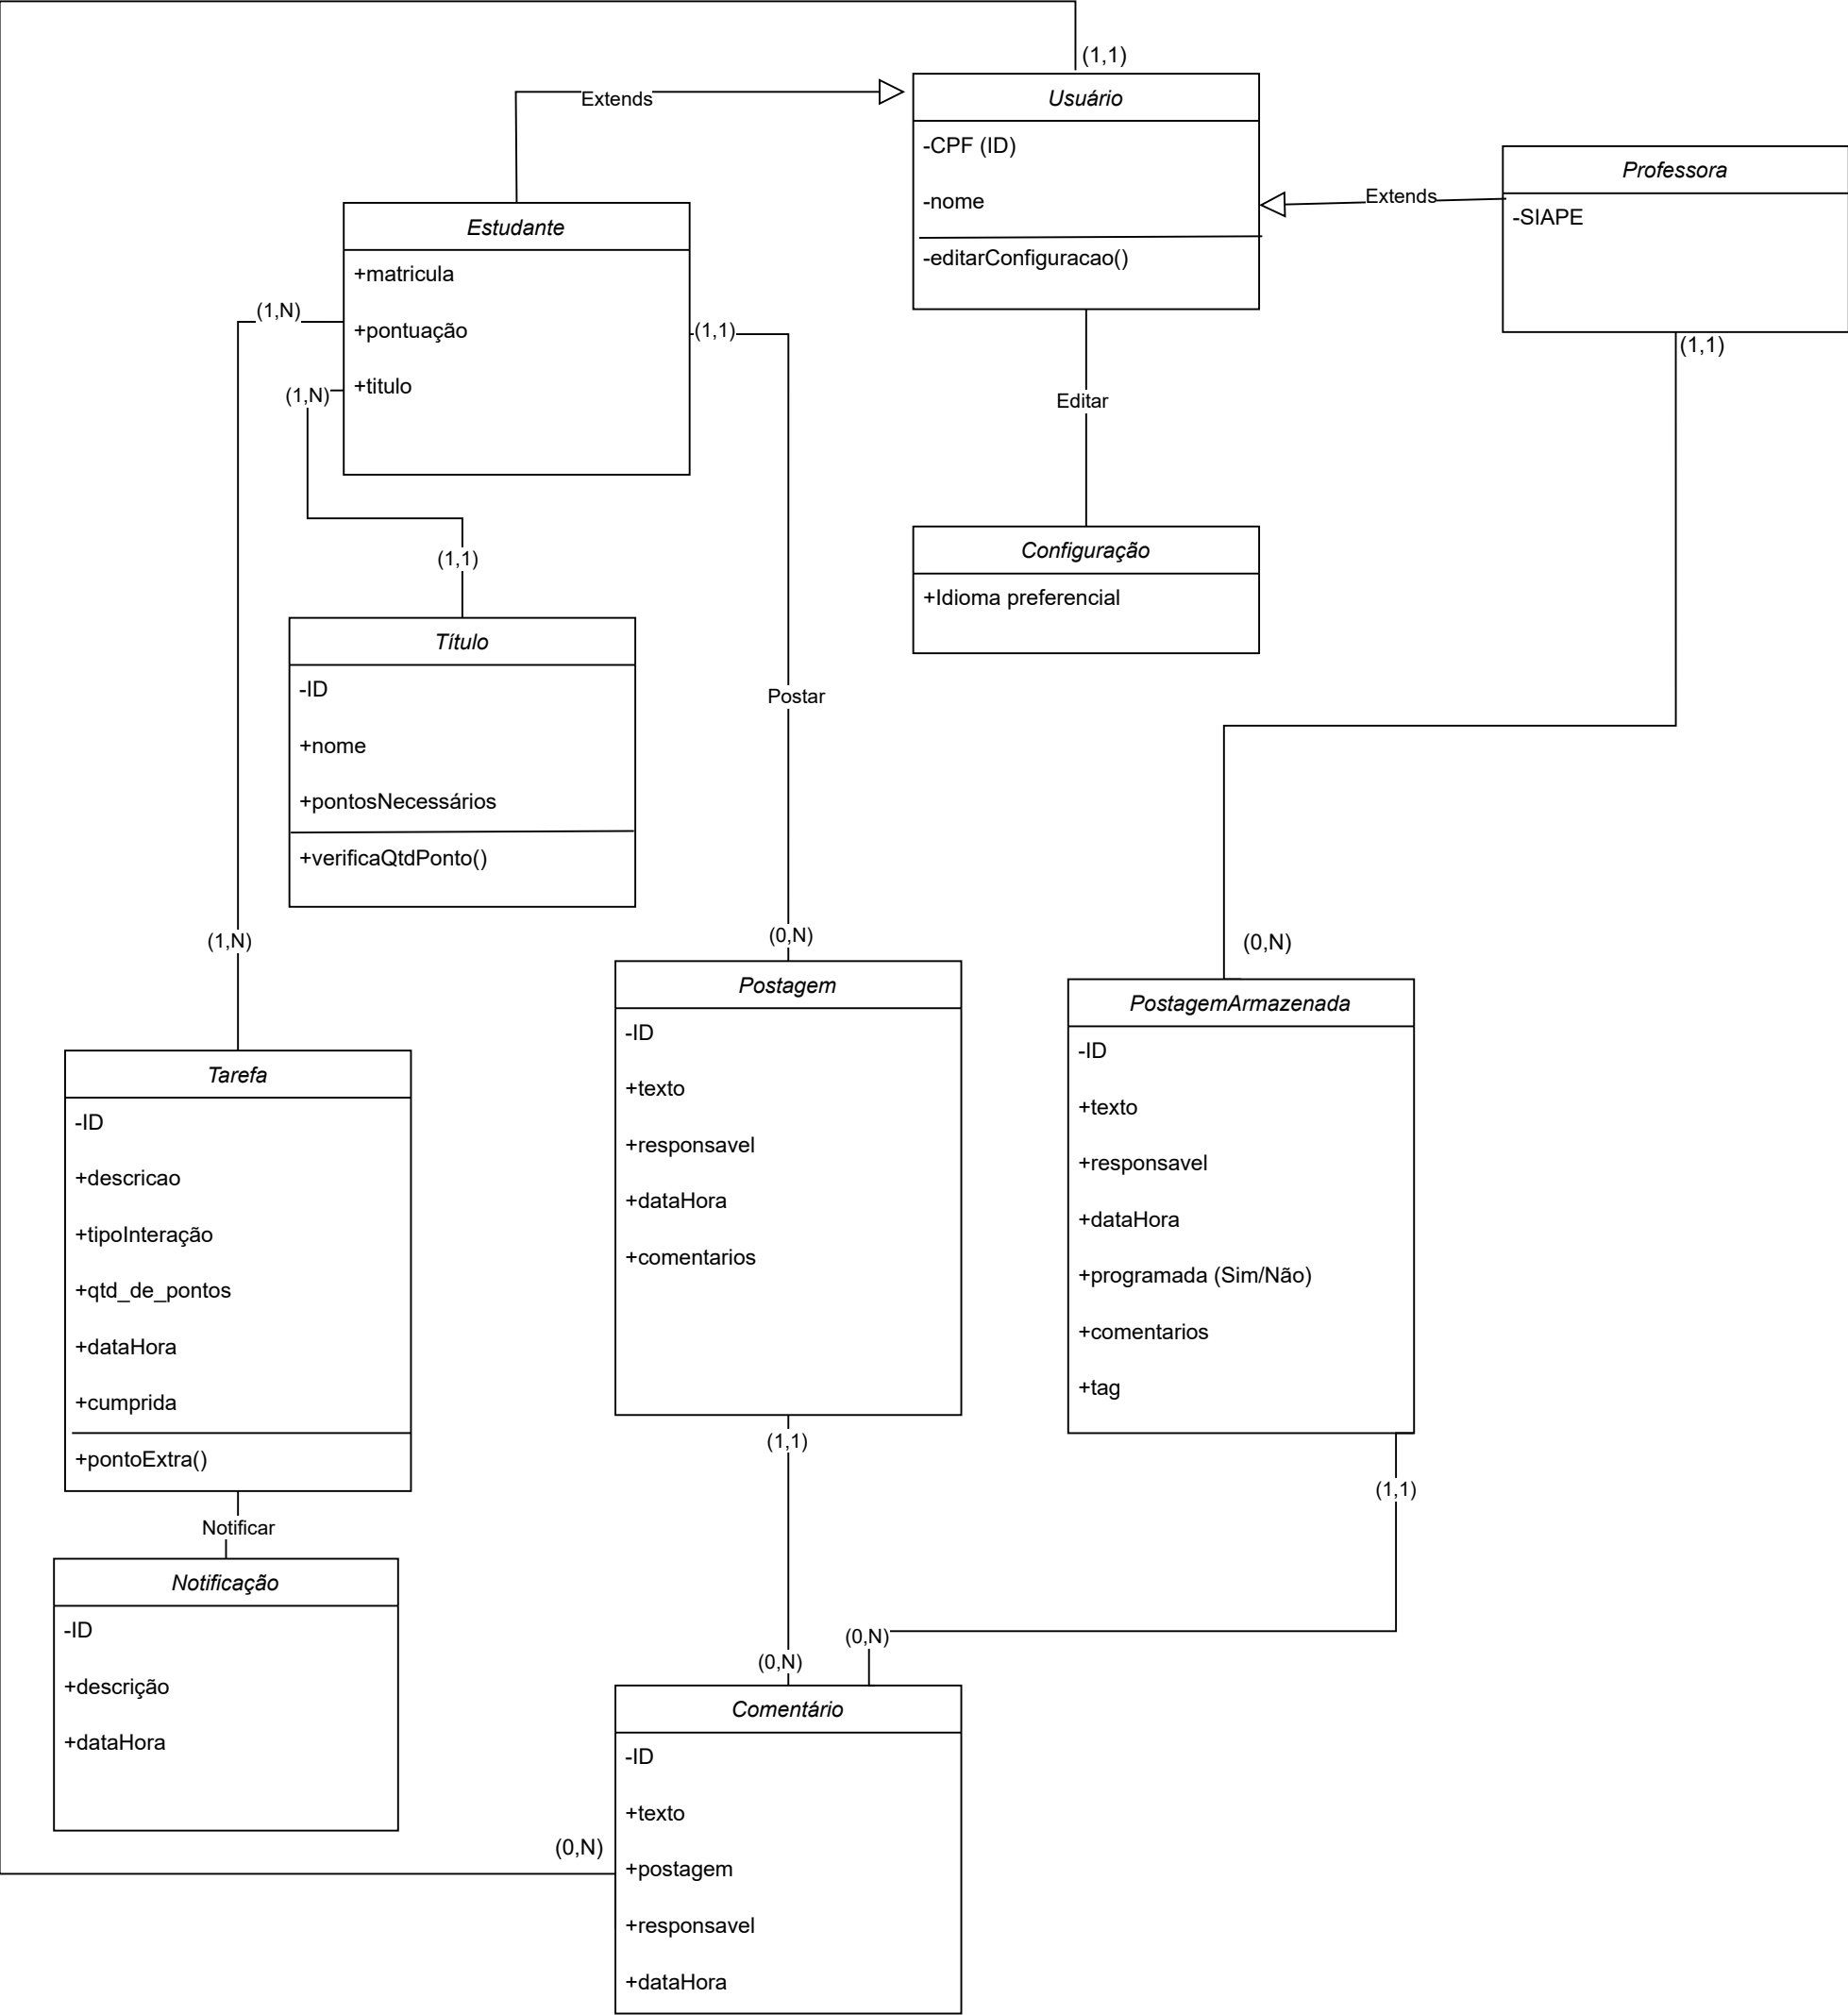 (1,1)
Extends
Usuário
-CPF (ID)
-nome
-editarConfiguracao()
Extends
Professora
-SIAPE
(1,1)
Estudante
+matricula
+pontuação
+titulo
(1,N)
(1,N)
(1,1)
Editar
Configuração
+Idioma preferencial
(1,1)
Título
-ID
+nome
+pontosNecessários
+verificaQtdPonto()
Postar
(1,N)
(0,N)
(0,N)
Postagem
-ID
+texto
+responsavel
+dataHora
+comentarios
PostagemArmazenada
-ID
+texto
+responsavel
+dataHora
+programada (Sim/Não)
+comentarios
+tag
Tarefa
-ID
+descricao
+tipoInteração
+qtd_de_pontos
+dataHora
+cumprida
+pontoExtra()
(1,1)
(1,1)
Notificar
Notificação
-ID
+descrição
+dataHora
(0,N)
(0,N)
Comentário
-ID
+texto
+postagem
+responsavel
+dataHora
(0,N)